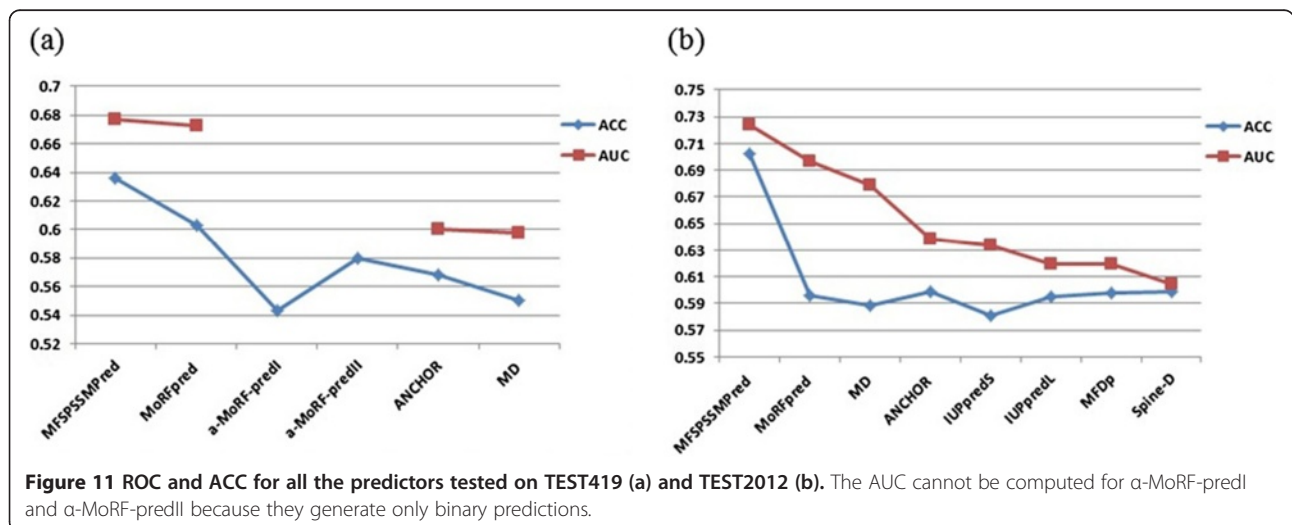 (a)
0.7
0.68
0.66
0.64
0.62
0.6
0.58
0.56
0.54
0.52
ACC
AUC
MFSPSSMPred
MoRFpred
a-MoRF-predI
a-MoRF-predII
ANCHOR
MD
(b)
0.75
0.73
0.71
0.69
0.67
0.65
0.63
0.61
0.59
0.57
0.55
ACC
AUC
MFSPSSMPred
MoRFpred
MD
ANCHOR
IUPpredS
IUPpredL
MFDp
Spine-D
Figure 11 ROC and ACC for all the predictors tested on TEST419 (a) and TEST2012 (b). The AUC cannot be computed for α-MoRF-predI
and α-MoRF-predII because they generate only binary predictions.